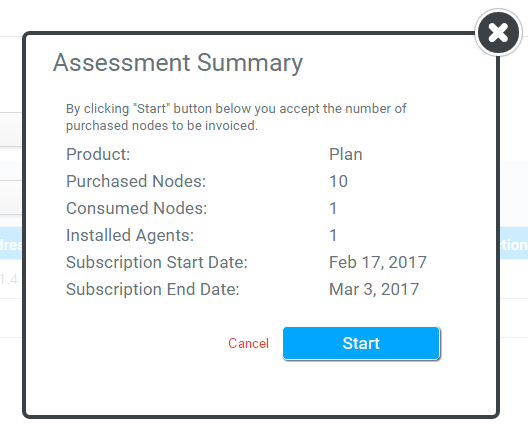 Assessment Summary
By clicking "Start" button below you accept the number of
purchased nodes to be invoiced.
Product: Plan
Purchased Nodes: 10
Consumed Nodes: 1
Installed Agents: 1
Subscription Start Date: Feb 17, 2017
Subscription End Date: Mar 3, 2017
Cancel Start